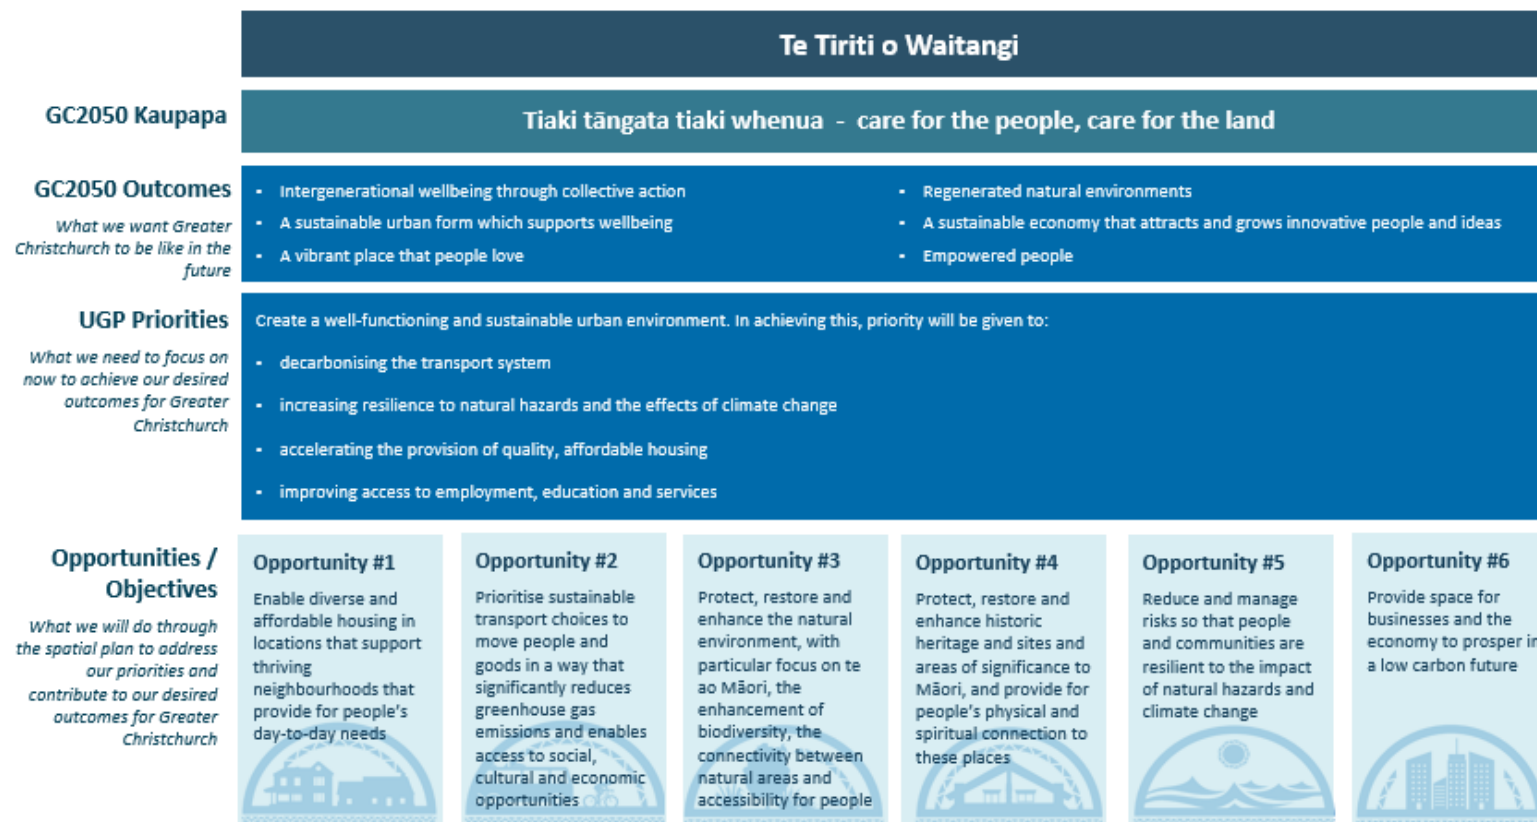 Te Tiriti o Waitangi
GC2050 Kaupapa
Tiaki tāngata tiaki whenua - care for the people, care for the land
GC2050 Outcomes
What we want Greater
Christchurch to be like in the
future
▪ Intergenerational wellbeing through collective action
▪ A sustainable urban form which supports wellbeing
▪ A vibrant place that people love
▪ Regenerated natural environments
▪ A sustainable economy that attracts and grows innovative people and ideas
▪ Empowered people
UGP Priorities
What we need to focus on
now to achieve our desired
outcomes for Greater
Christchurch
Create a well-functioning and sustainable urban environment. In achieving this, priority will be given to:
▪ decarbonising the transport system
▪ increasing resilience to natural hazards and the effects of climate change
▪ accelerating the provision of quality, affordable housing
▪ improving access to employment, education and services
Opportunities /
Objectives
What we will do through
the spatial plan to address
our priorities and
contribute to our desired
outcomes for Greater
Christchurch
Opportunity #1
Enable diverse and
affordable housing in
locations that support
thriving
neighbourhoods that
provide for people's
day-to-day needs
Opportunity #2
Prioritise sustainable
transport choices to
move people and
goods in a way that
significantly reduces
greenhouse gas
emissions and enables
access to social,
cultural and economic
opportunities
Opportunity #3
Protect, restore and
enhance the natural
environment, with
particular focus on te
ao Māori, the
enhancement of
biodiversity, the
connectivity between
natural areas and
accessibility for people
Opportunity #4
Protect, restore and
enhance historic
heritage and sites and
areas of significance to
Māori, and provide for
people's physical and
spiritual connection to
these places
Opportunity #5
Reduce and manage
risks so that people
and communities are
resilient to the impact
of natural hazards and
climate change
Opportunity #6
Provide space for
businesses and the
economy to prosper in
a low carbon future